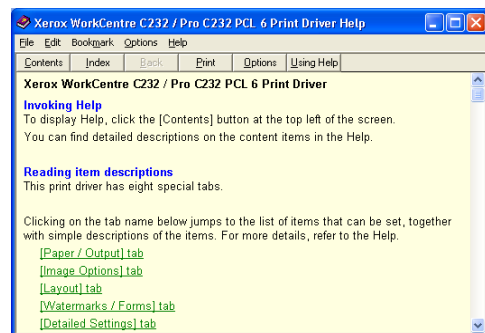 Xerox WorkCentre C232 / Pro C232 PCL 6 Print Driver Help
File Edit Bookmark Options Help
Contents Index Back Print Options Using Help
Xerox WorkCentre C232 / Pro C232 PCL 6 Print Driver
Invoking Help
To display Help, click the [Contents] button at the top left of the screen.
You can find detailed descriptions on the content items in the Help.
Reading item descriptions
This print driver has eight special tabs.
Clicking on the tab name below jumps to the list of items that can be set, together
with simple descriptions of the items. For more details, refer to the Help.
[Paper / Output] tab
[Image Options] tab
[Layout] tab
[Watermarks / Forms] tab
[Detailed Settings] tab